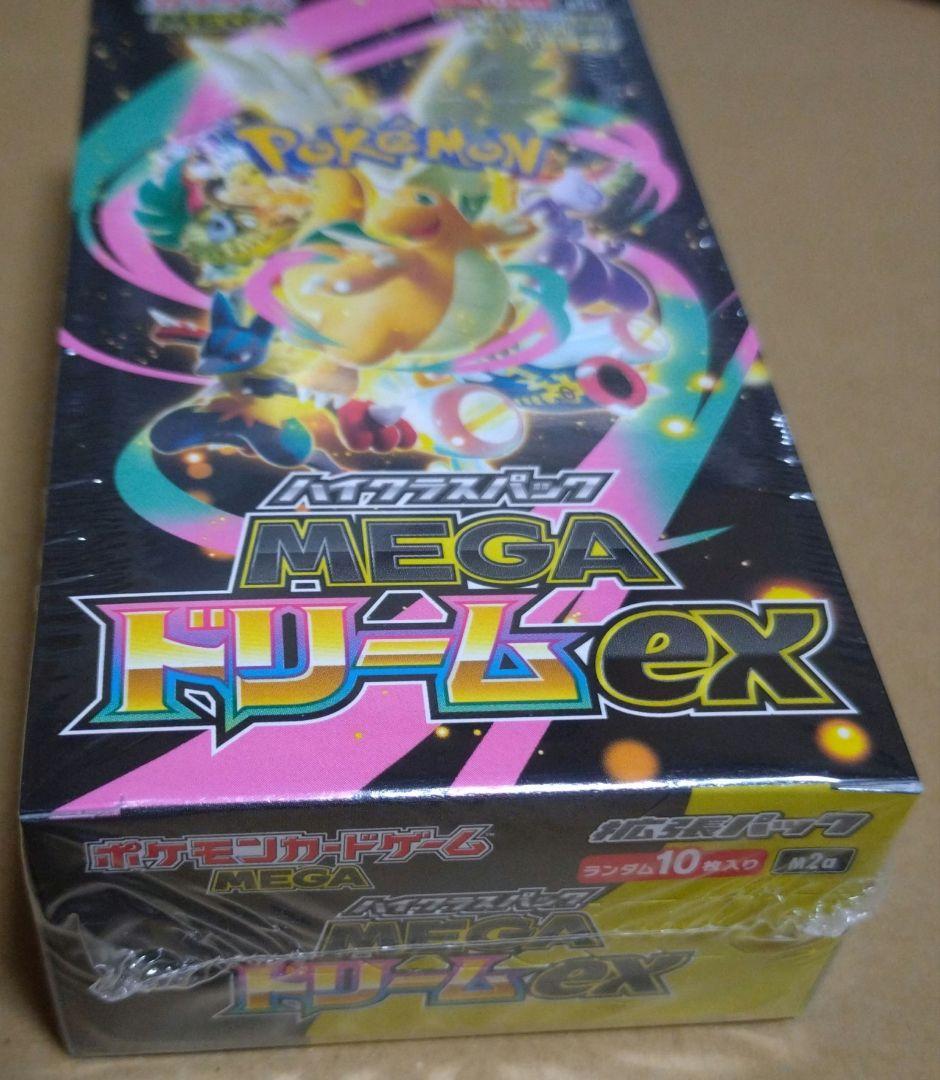 MEGA
POKÉMON
ハイクラスパック
MEGA
ドリームex
ポケモンカードゲーム
MEGA
拡張パック
ランダム10枚入り M2a
ハイクラスパック
MEGA
ドリームex